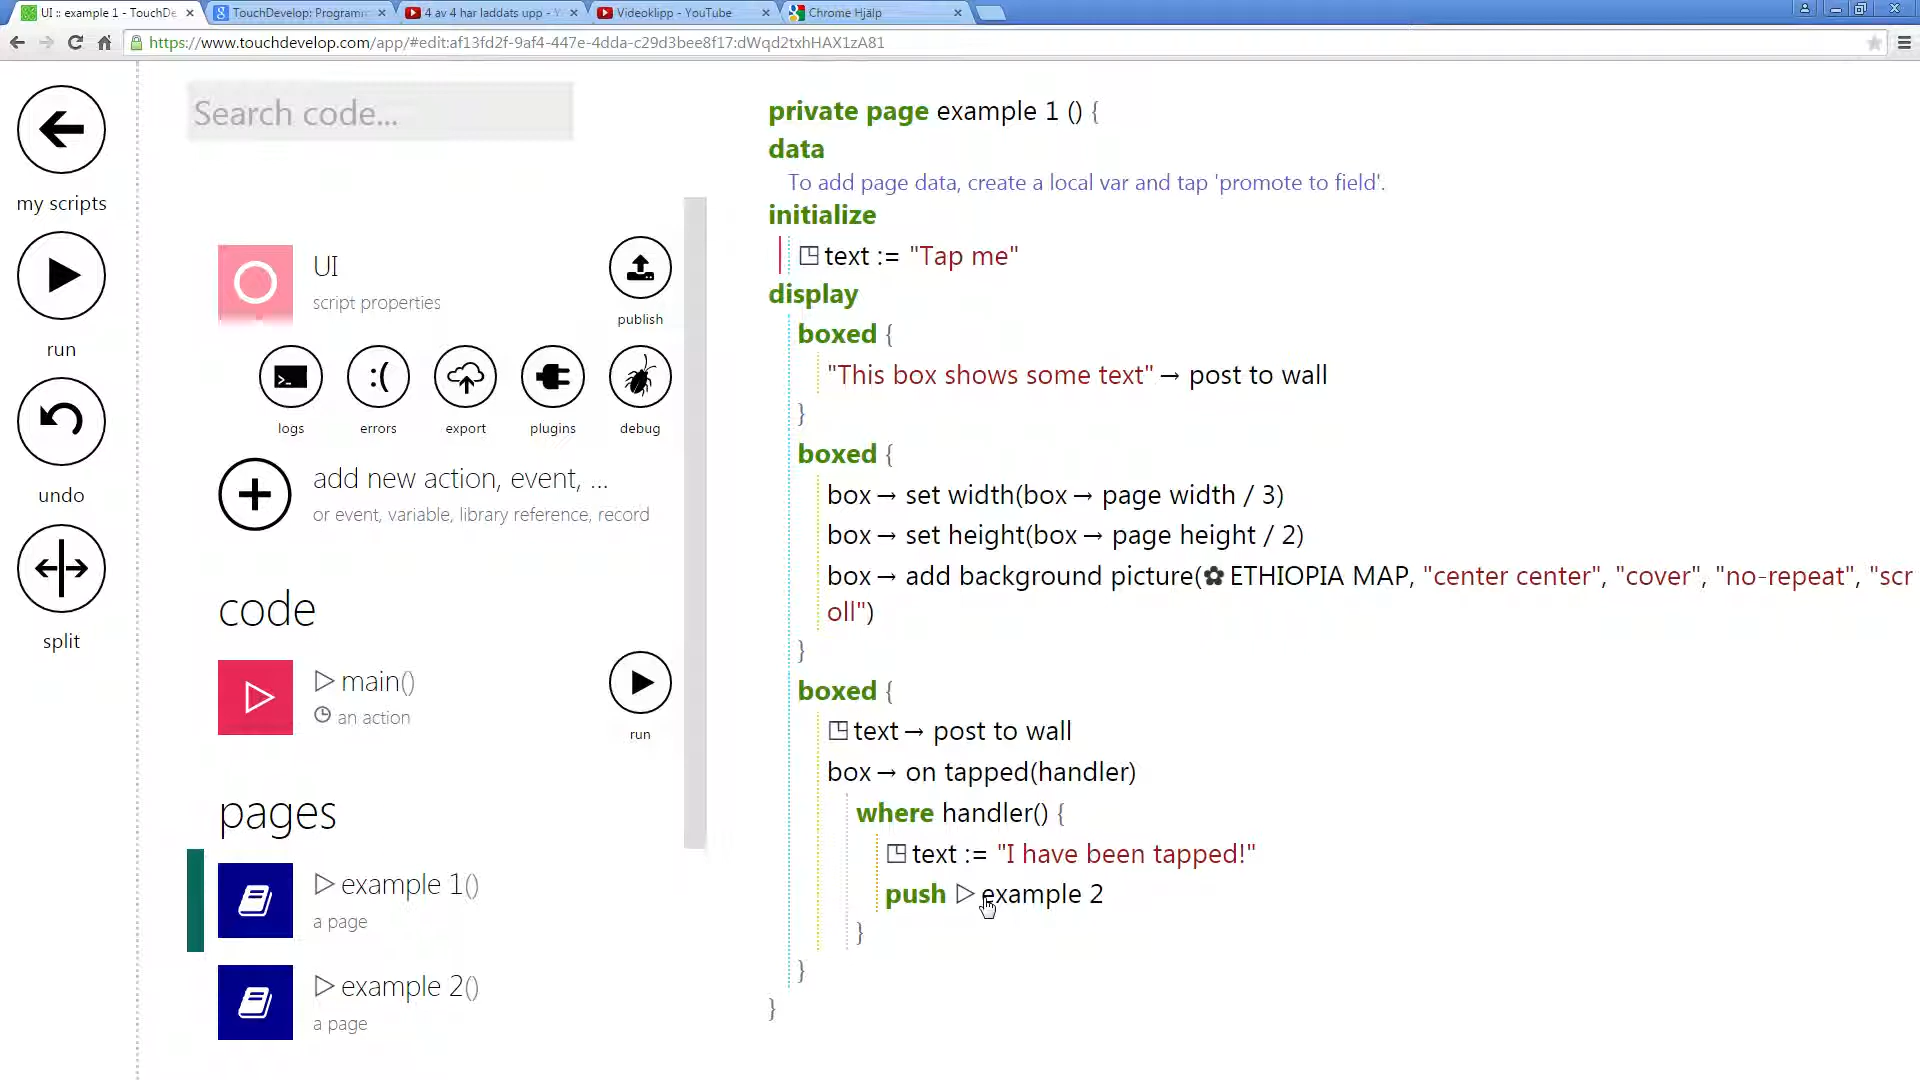 UI :: example 1 - TouchDe
TouchDevelop: Programm
4 av 4 har laddats upp - Y
Videoklipp - YouTube
Chrome Hjälp
https://www.touchdevelop.com/app/#edit:af13fd2f-9af4-447e-4dda-c29d3bee8f17:dWqd2txhHAX1zA81
my scripts
run
undo
split
Search code...
UI
script properties
publish
logs
errors
export
plugins
debug
add new action, event, ...
or event, variable, library reference, record
code
main()
an action
run
pages
example 1()
a page
example 2()
a page
private page example 1 () {
data
To add page data, create a local var and tap 'promote to field'.
initialize
text := "Tap me"
display
boxed {
"This box shows some text" → post to wall
}
boxed {
box → set width(box → page width / 3)
box → set height(box → page height / 2)
box → add background picture(✿ ETHIOPIA MAP, "center center", "cover", "no-repeat", "scr
oll")
}
boxed {
text → post to wall
box → on tapped(handler)
where handler() {
text := "I have been tapped!"
push ▷ example 2
}
}
}